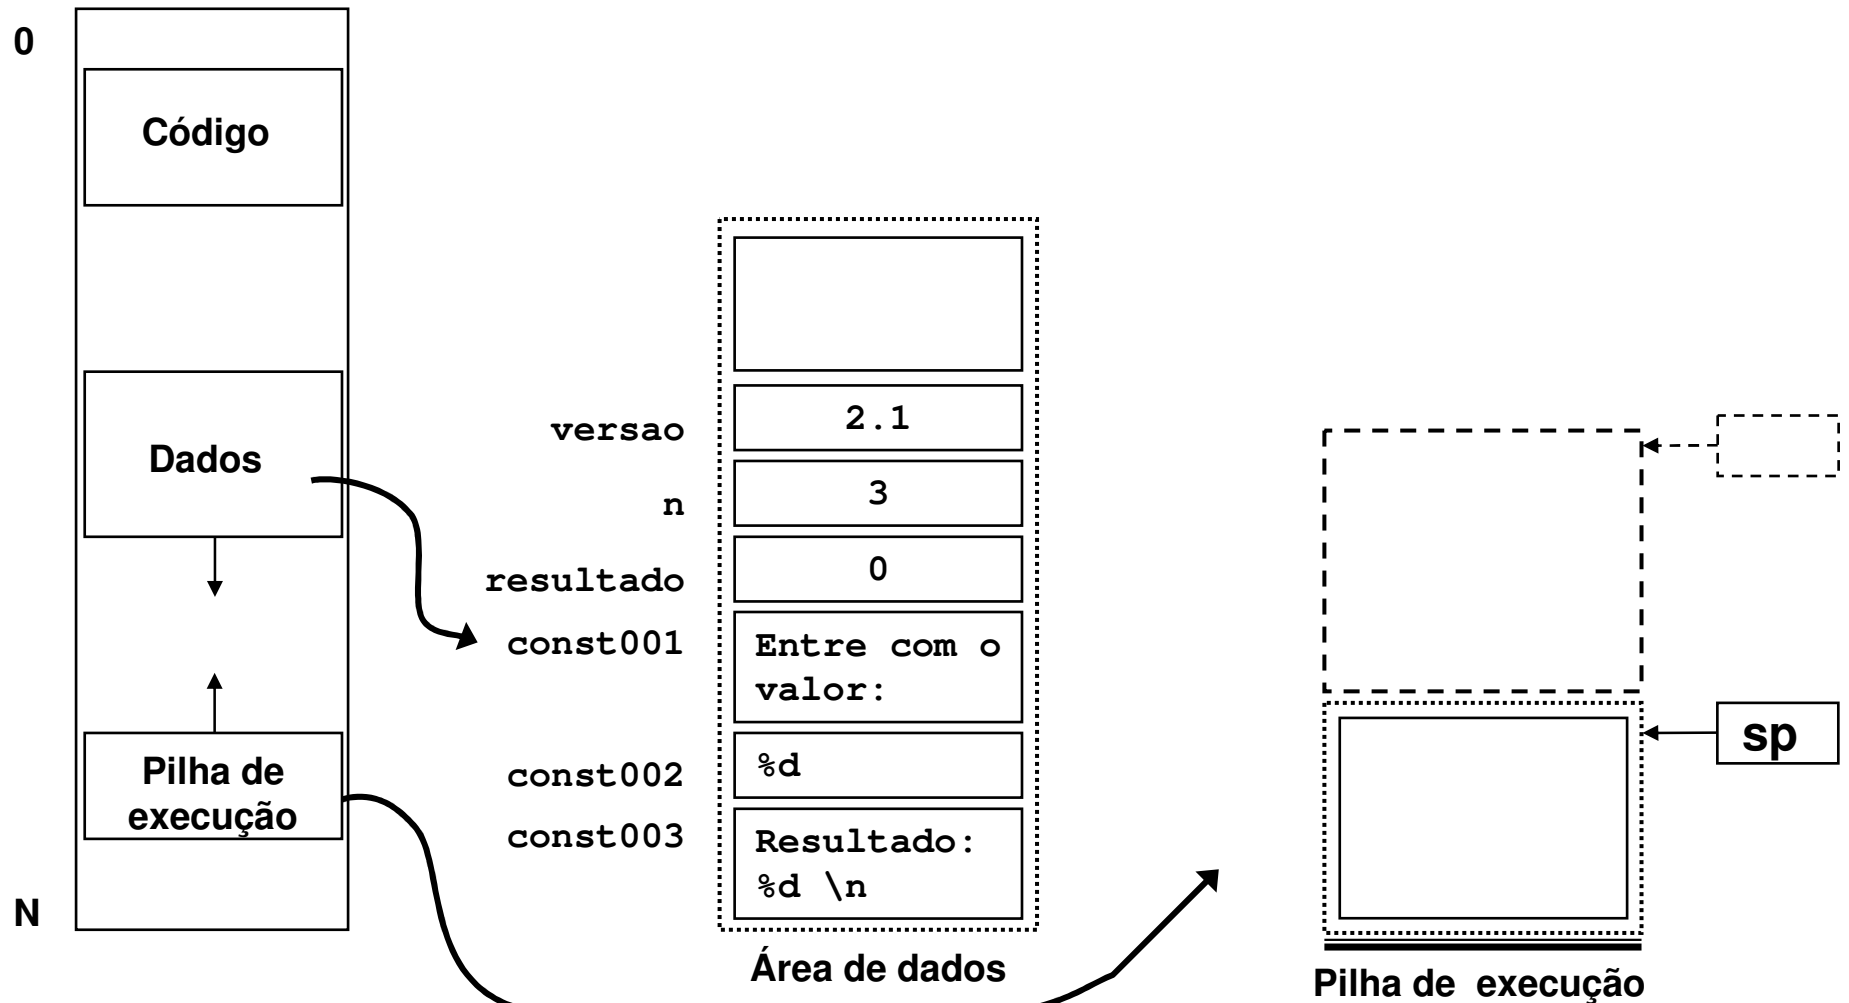 0
Código
Dados
Pilha de
execução
N
versao
2.1
n
3
resultado
0
const001
Entre com o
valor:
const002
%d
const003
Resultado:
%d \n
Área de dados
sp
Pilha de execução